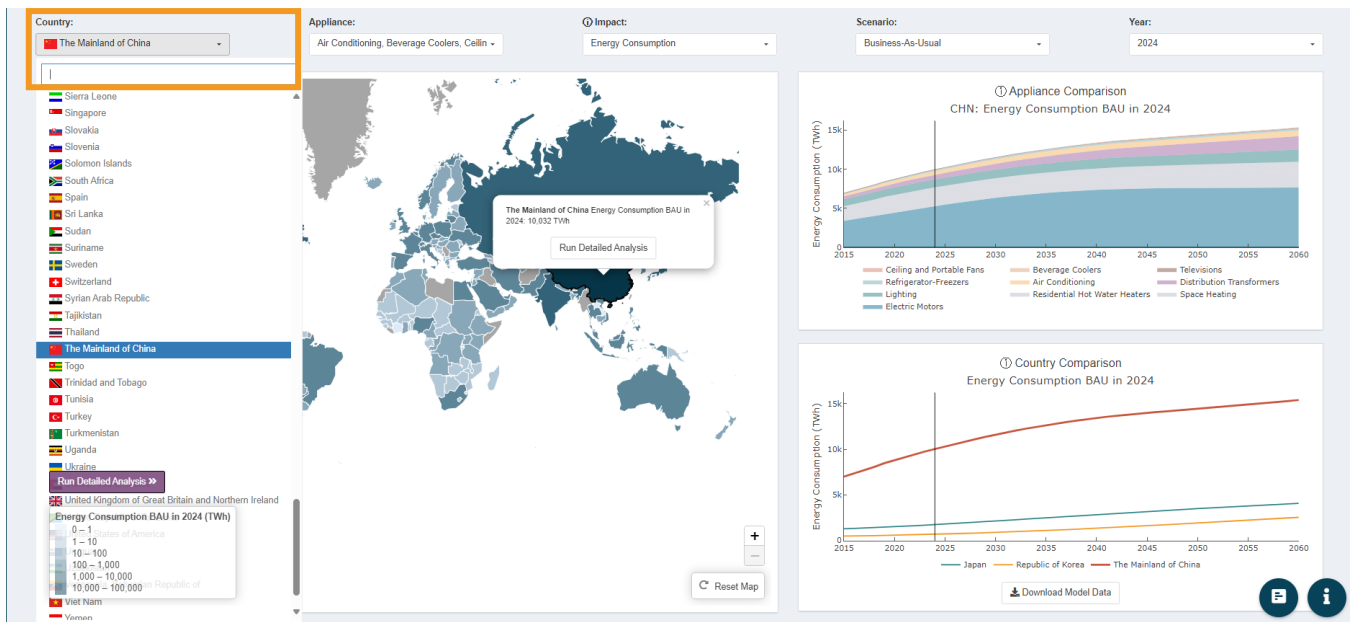 Country:
Appliance:
Impact:
Scenario:
Year:
The Mainland of China
Air Conditioning, Beverage Coolers, Ceilin
Energy Consumption
Business-As-Usual
2024
Sierra Leone
Singapore
Slovakia
Slovenia
Solomon Islands
South Africa
Spain
Sri Lanka
Sudan
Suriname
Sweden
Switzerland
Syrian Arab Republic
Tajikistan
Thailand
The Mainland of China
Togo
Trinidad and Tobago
Tunisia
Turkey
Turkmenistan
Uganda
Ukraine
Run Detailed Analysis »
United Kingdom of Great Britain and Northern Ireland
Energy Consumption BAU in 2024 (TWh)
0 – 1
States of America
1 – 10
10 – 100
100 – 1,000
1,000 – 10,000
Republic of
10,000 – 100,000
Viet Nam
Yemen
The Mainland of China Energy Consumption BAU in
2024: 10,032 TWh
×
Run Detailed Analysis
+
−
Reset Map
Appliance Comparison
CHN: Energy Consumption BAU in 2024
Energy Consumption (TWh)
15k
10k
5k
0
2015 2020 2025 2030 2035 2040 2045 2050 2055 2060
Ceiling and Portable Fans Beverage Coolers Televisions
Refrigerator-Freezers Air Conditioning Distribution Transformers
Lighting Residential Hot Water Heaters Space Heating
Electric Motors
Country Comparison
Energy Consumption BAU in 2024
Energy Consumption (TWh)
15k
10k
5k
0
2015 2020 2025 2030 2035 2040 2045 2050 2055 2060
Japan Republic of Korea The Mainland of China
Download Model Data